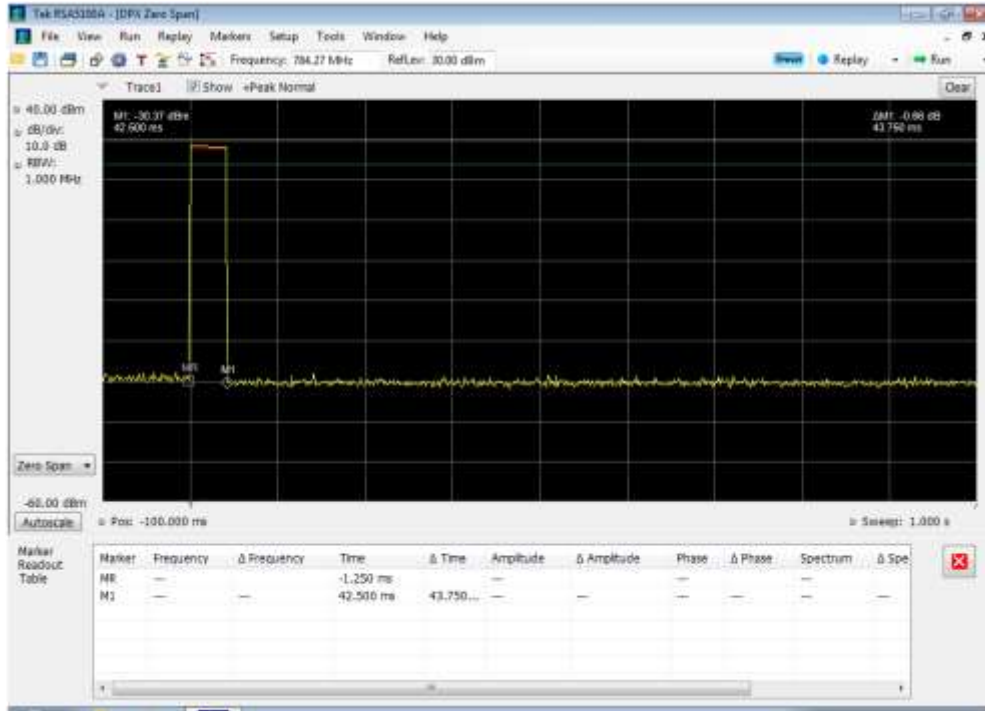 Tek RSA5100A - [DPX Zero Span]
File View Run Replay Markers Setup Tools Window Help
Frequency: 784.27 MHz RefLev: 30.00 dBm Preset Replay Run
Trace1 Show +Peak Normal Clear
40.00 dBm
dB/div:
10.0 dB
RBW:
1.000 MHz
M1: -30.37 dBm
42.500 ms
ΔM1: -0.86 dB
43.750 ms
MR M1
Zero Span
-60.00 dBm
Autoscale Pos: -100.000 ms Sweep: 1.000 s
Marker
Readout
Table
Marker Frequency Δ Frequency Time Δ Time Amplitude Δ Amplitude Phase Δ Phase Spectrum Δ Spe
MR --- -1.250 ms --- --- ---
M1 --- --- 42.500 ms 43.750... --- --- --- --- --- ---